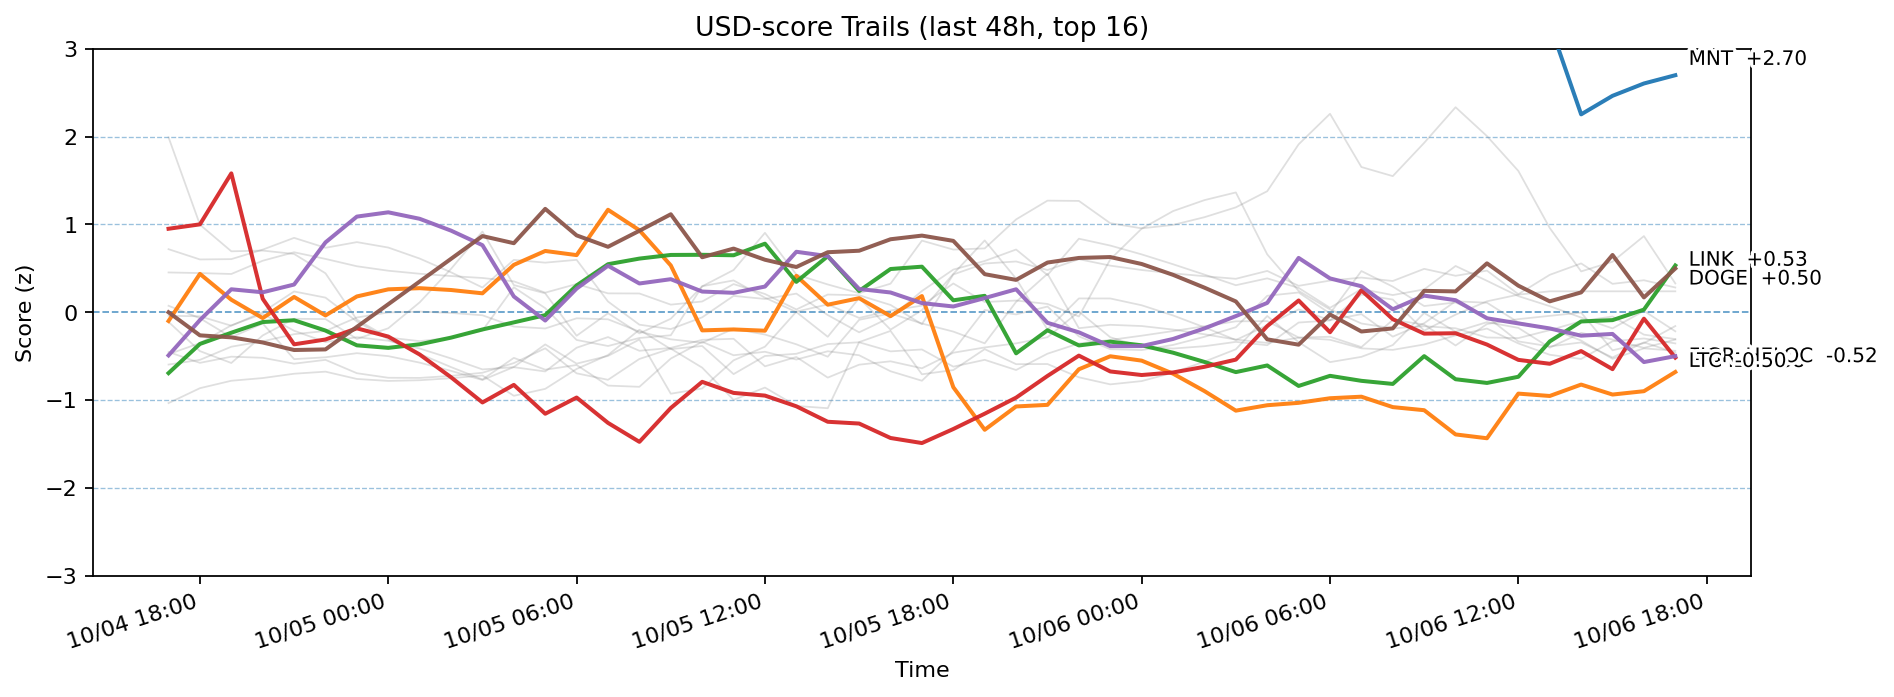 USD-score Trails (last 48h, top 16)
Score (z)
3
2
1
0
−1
−2
−3
MNT +2.70
LINK +0.53
DOGE +0.50
-0.52
LTC
10/04 18:00
10/05 00:00
10/05 06:00
10/05 12:00
10/05 18:00
10/06 00:00
10/06 06:00
10/06 12:00
10/06 18:00
Time